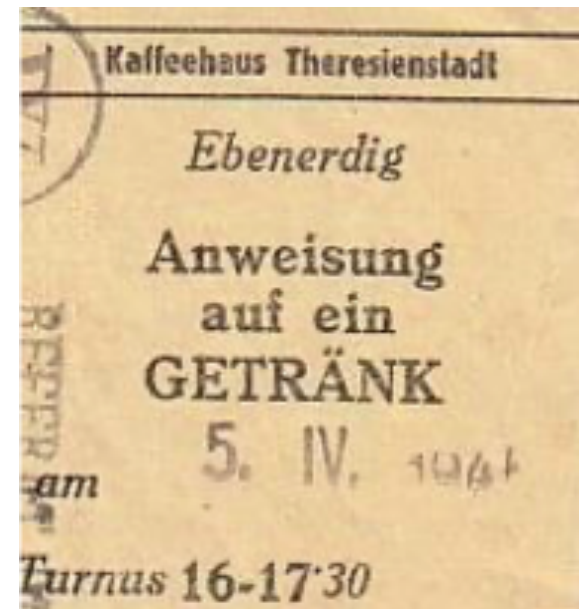 Kaffeehaus Theresienstadt
Ebenerdig
Anweisung
auf ein
GETRÄNK
5. IV.
am
Turnus 16-17·30